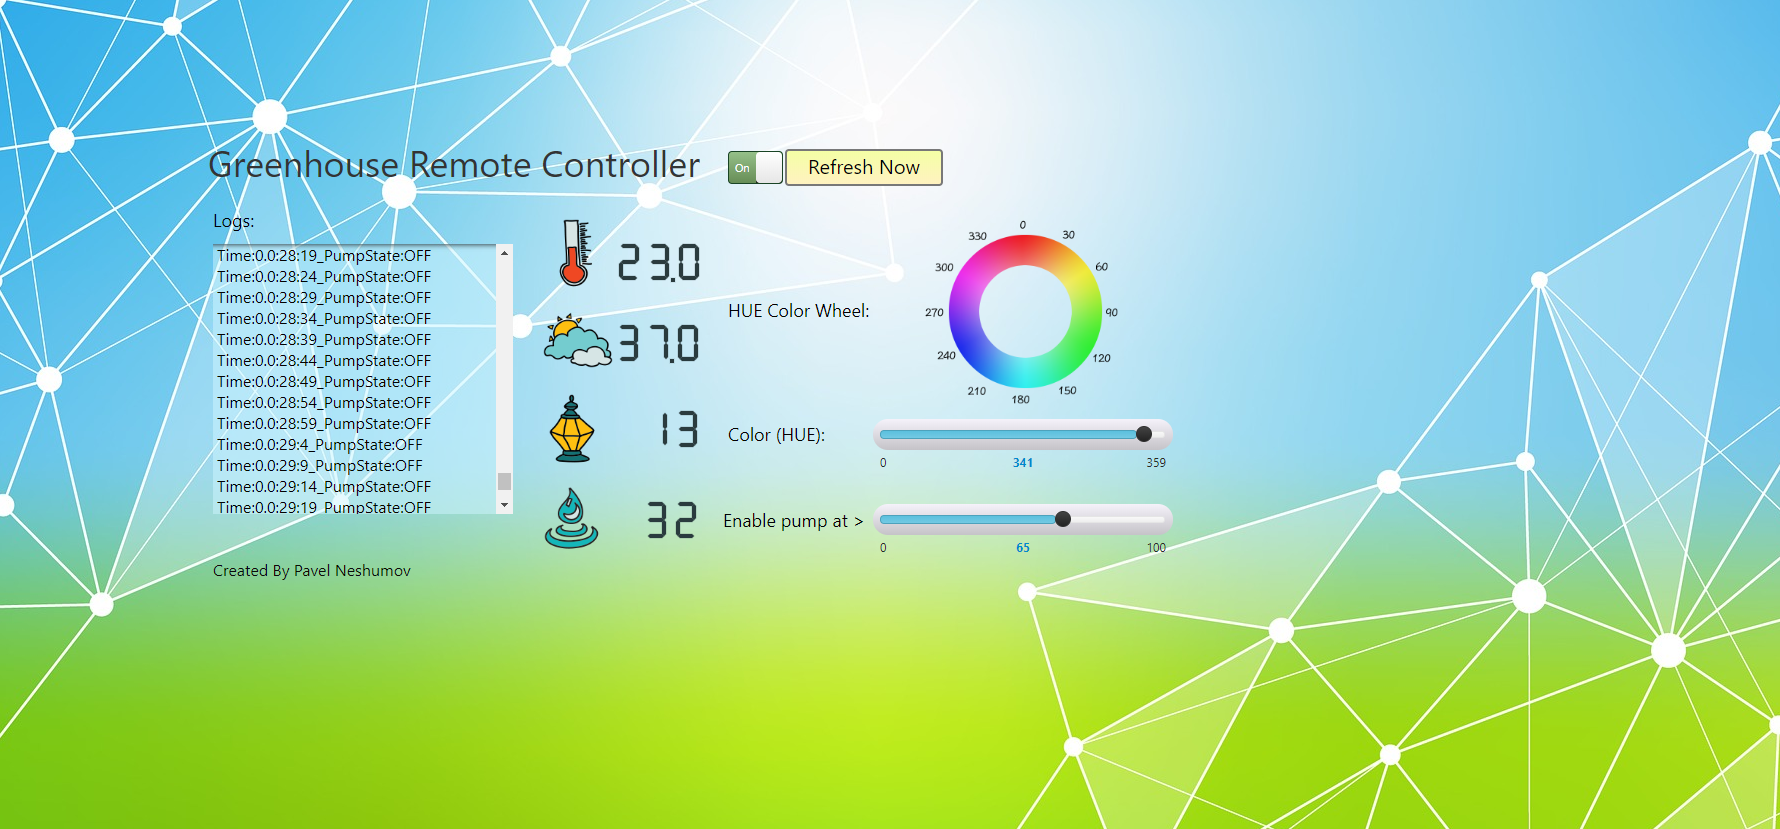 Greenhouse Remote Controller
On
Refresh Now
Logs:
Time:0.0:28:19_PumpState:OFF
Time:0.0:28:24_PumpState:OFF
Time:0.0:28:29_PumpState:OFF
Time:0.0:28:34_PumpState:OFF
Time:0.0:28:39_PumpState:OFF
Time:0.0:28:44_PumpState:OFF
Time:0.0:28:49_PumpState:OFF
Time:0.0:28:54_PumpState:OFF
Time:0.0:28:59_PumpState:OFF
Time:0.0:29:4_PumpState:OFF
Time:0.0:29:9_PumpState:OFF
Time:0.0:29:14_PumpState:OFF
Time:0.0:29:19_PumpState:OFF
23.0
37.0
13
32
HUE Color Wheel:
0
30
60
90
120
150
180
210
240
270
300
330
Color (HUE):
0 341 359
Enable pump at >
0 65 100
Created By Pavel Neshumov